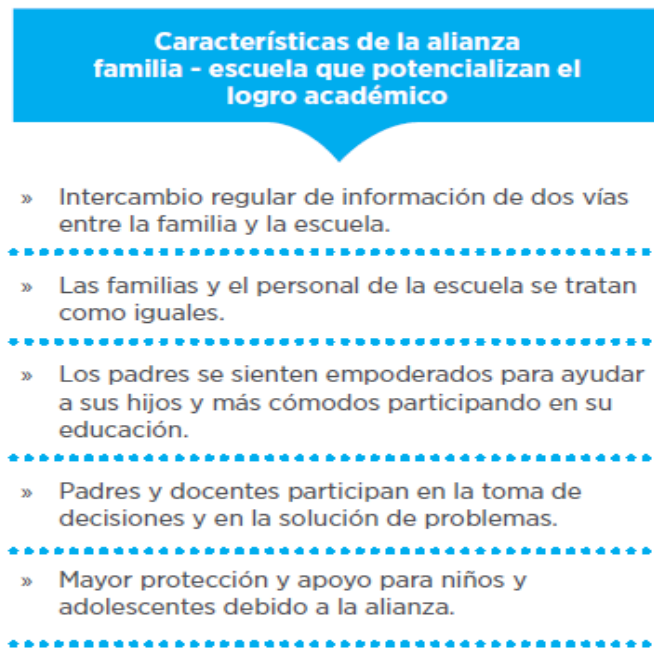 Características de la alianza
familia - escuela que potencializan el
logro académico
» Intercambio regular de información de dos vías
entre la familia y la escuela.
» Las familias y el personal de la escuela se tratan
como iguales.
» Los padres se sienten empoderados para ayudar
a sus hijos y más cómodos participando en su
educación.
» Padres y docentes participan en la toma de
decisiones y en la solución de problemas.
» Mayor protección y apoyo para niños y
adolescentes debido a la alianza.